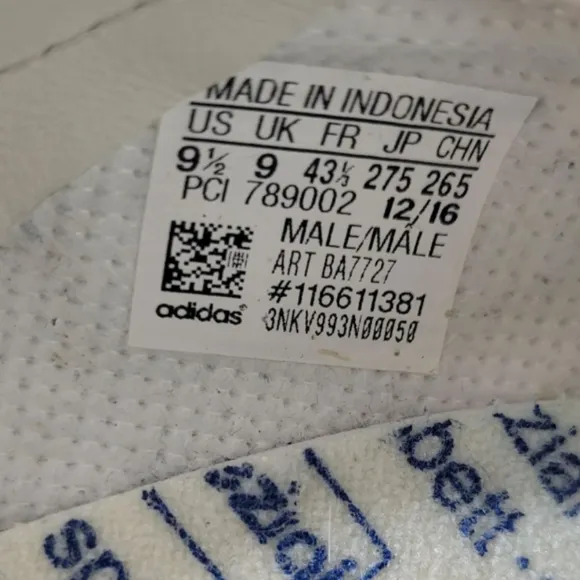 MADE IN INDONESIA
US UK FR JP CHN
9½ 9 43⅓ 275 265
PCI 789002 12/16
MALE/MÂLE
ART BA7727
#116611381
adidas 3NKV993N00050
bett